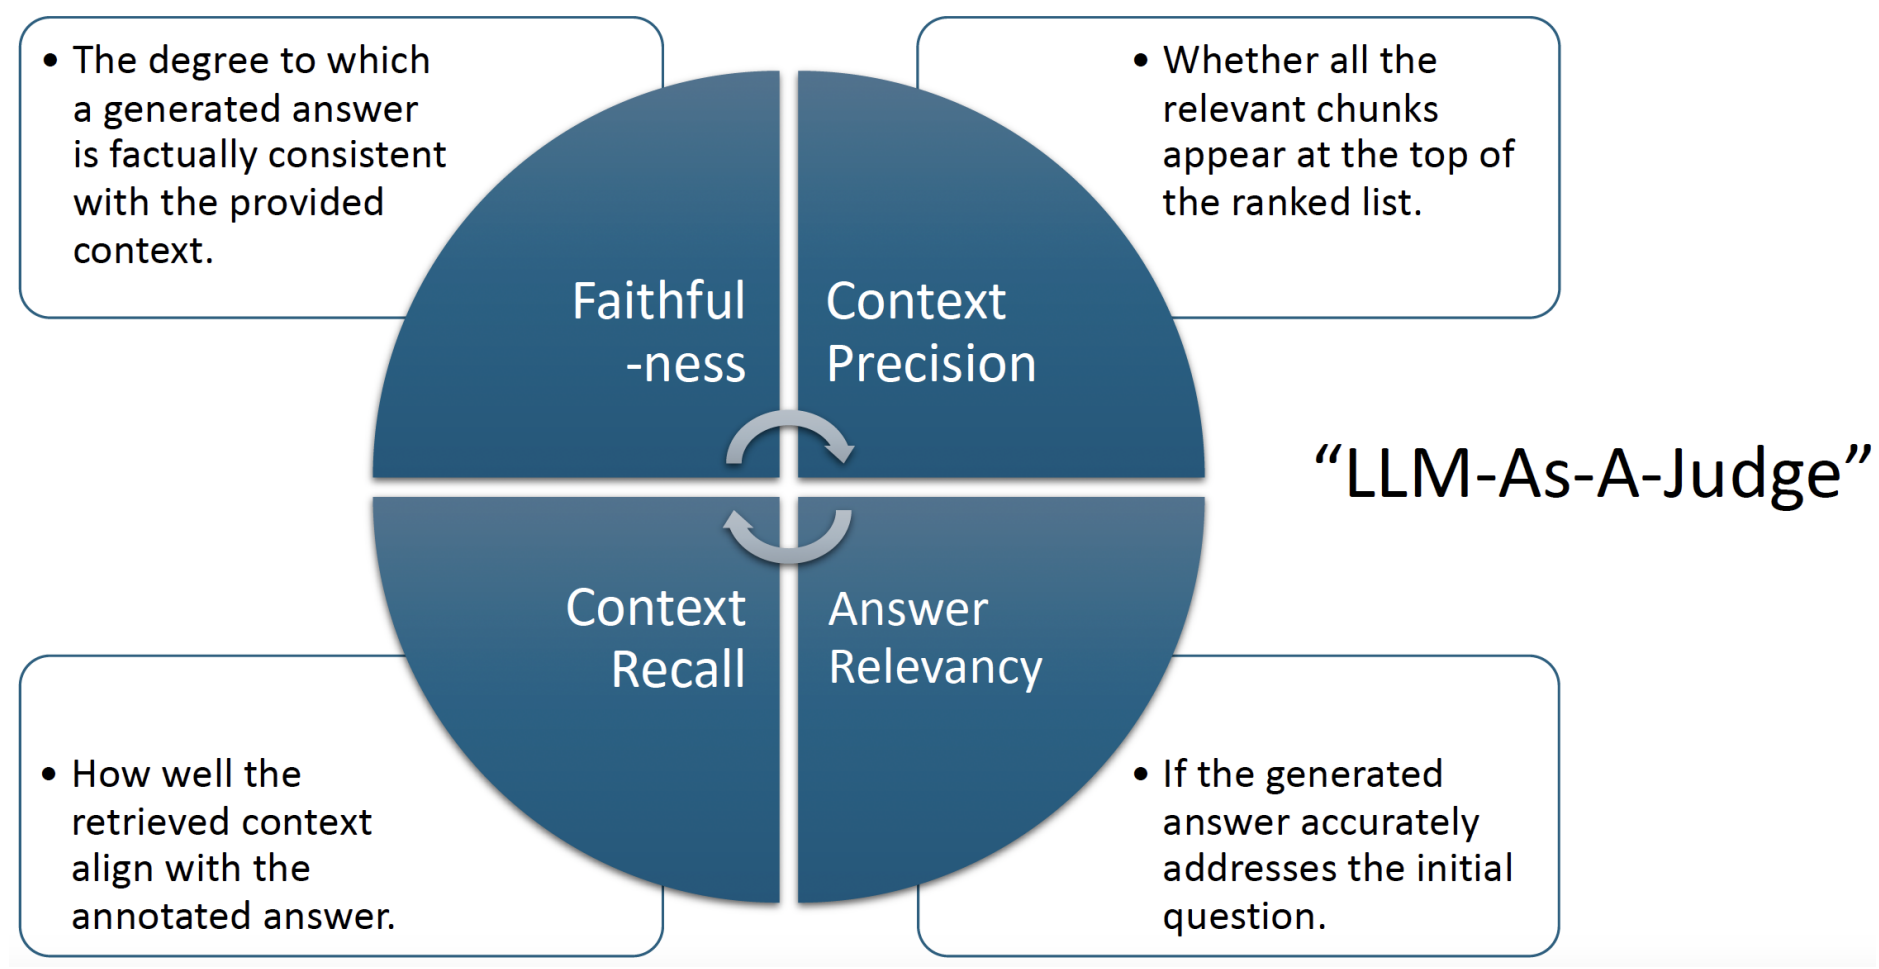 • The degree to which
a generated answer
is factually consistent
with the provided
context.
• Whether all the
relevant chunks
appear at the top of
the ranked list.
Faithful
-ness
Context
Precision
“LLM-As-A-Judge”
Context
Recall
Answer
Relevancy
• How well the
retrieved context
align with the
annotated answer.
• If the generated
answer accurately
addresses the initial
question.